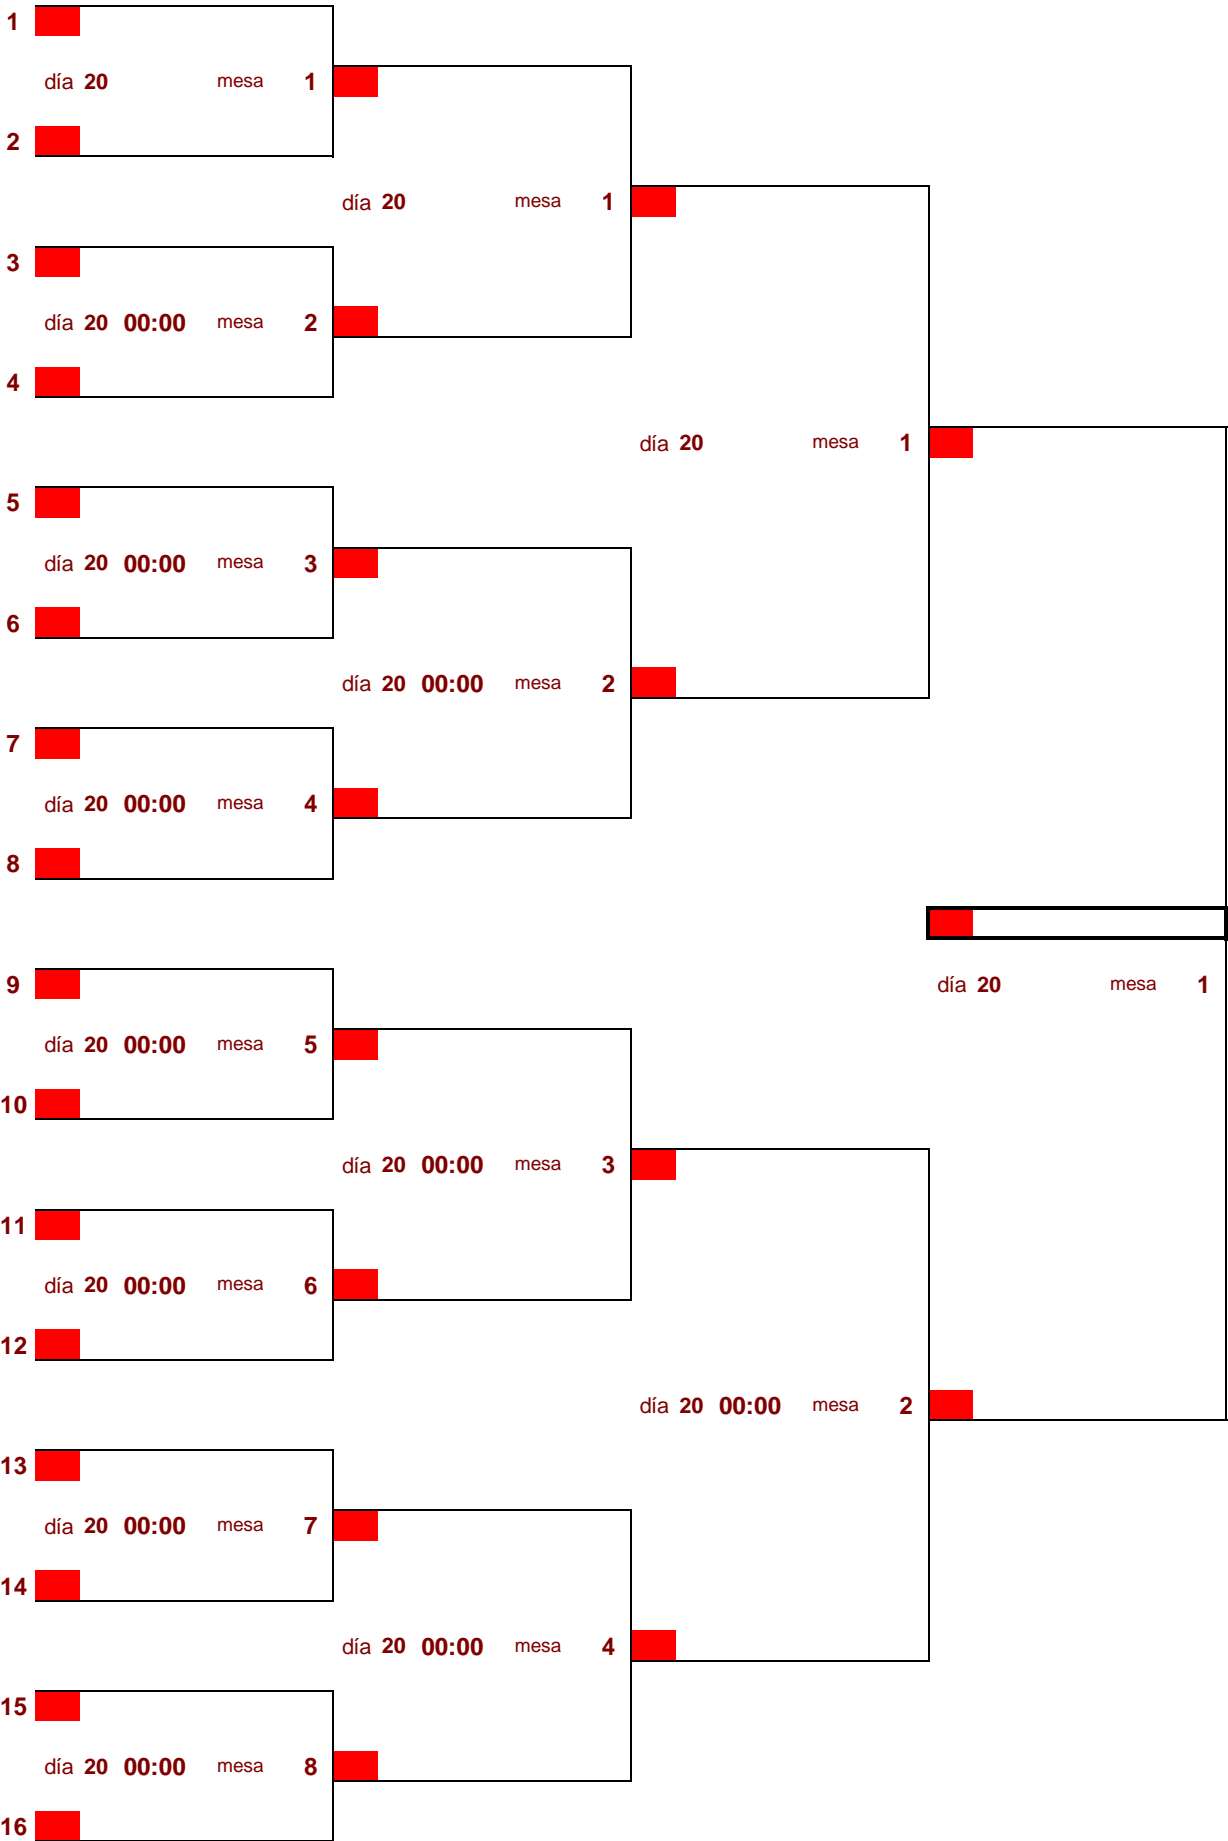 1
día 20 mesa 1
2
día 20 mesa 1
3
día 20 00:00 mesa 2
4
día 20 mesa 1
5
día 20 00:00 mesa 3
6
día 20 00:00 mesa 2
7
día 20 00:00 mesa 4
8
9
día 20 mesa 1
día 20 00:00 mesa 5
10
día 20 00:00 mesa 3
11
día 20 00:00 mesa 6
12
día 20 00:00 mesa 2
13
día 20 00:00 mesa 7
14
día 20 00:00 mesa 4
15
día 20 00:00 mesa 8
16